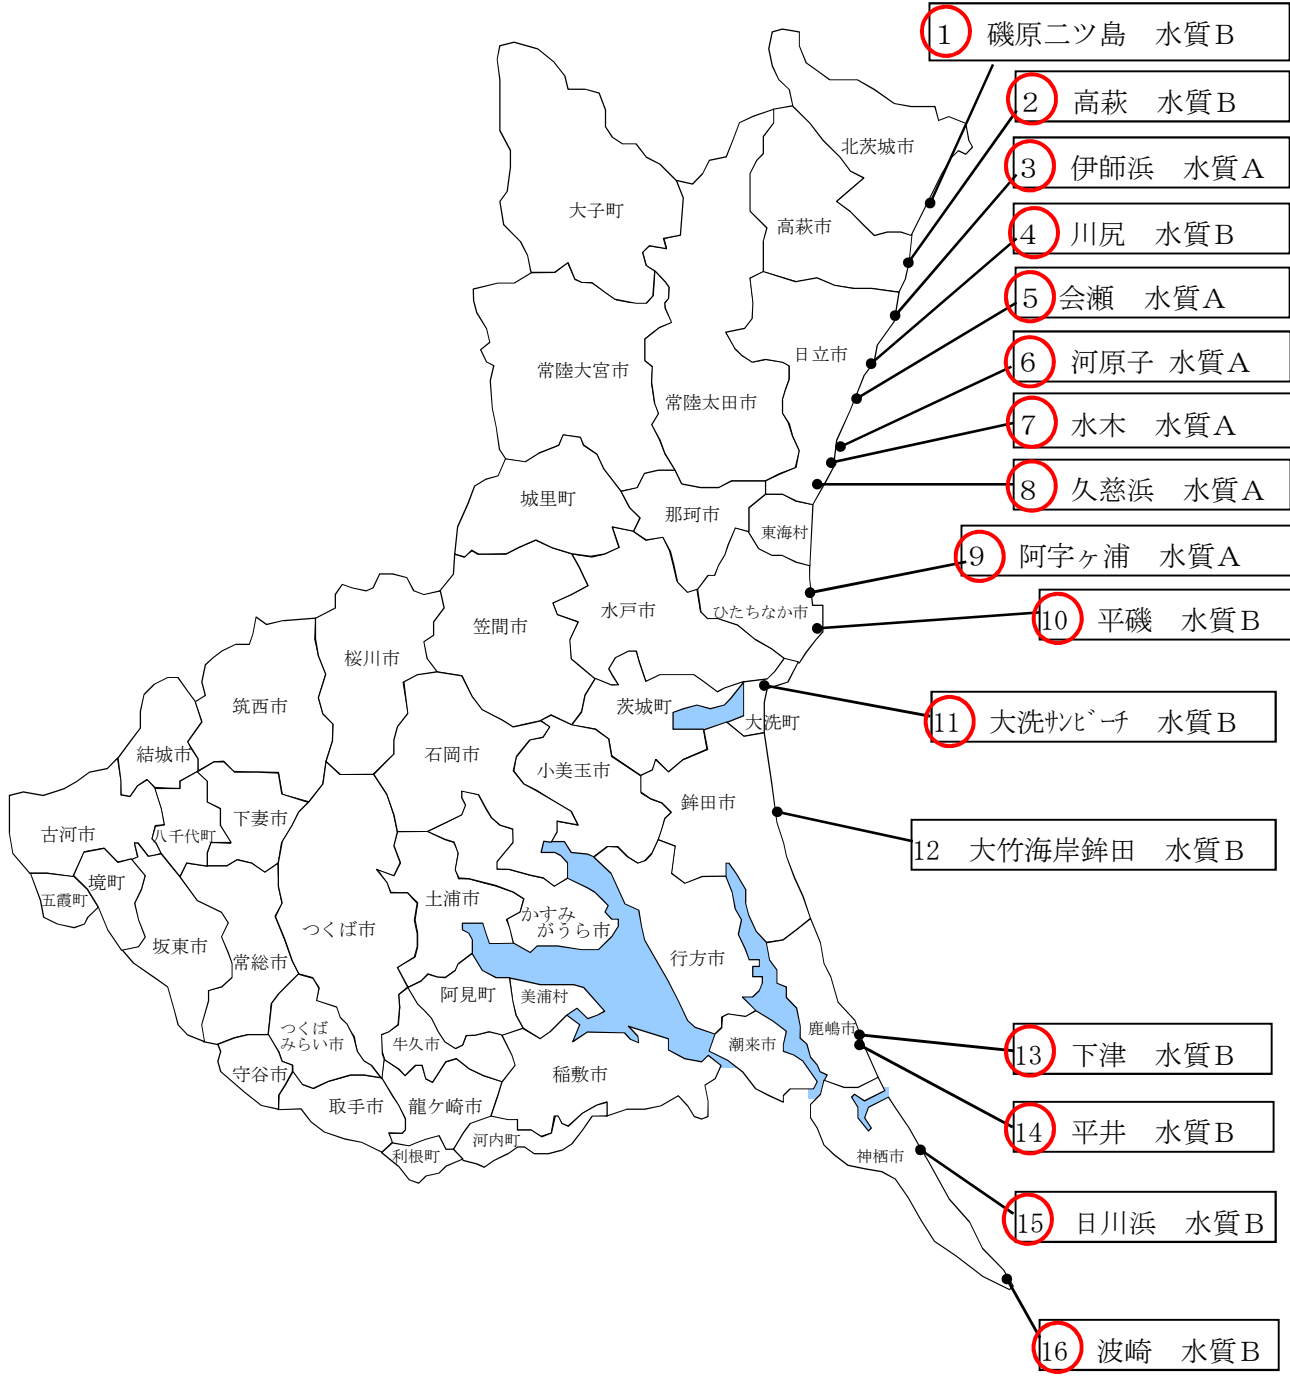 1 磯原二ツ島 水質B
2 高萩 水質B
3 伊師浜 水質A
4 川尻 水質B
5 会瀬 水質A
6 河原子 水質A
7 水木 水質A
8 久慈浜 水質A
9 阿字ヶ浦 水質A
10 平磯 水質B
11 大洗サンビーチ 水質B
12 大竹海岸鉾田 水質B
13 下津 水質B
14 平井 水質B
15 日川浜 水質B
16 波崎 水質B
北茨城市
大子町
高萩市
日立市
常陸大宮市
常陸太田市
城里町
那珂市
東海村
ひたちなか市
水戸市
笠間市
桜川市
筑西市
茨城町
大洗町
結城市
石岡市
小美玉市
鉾田市
下妻市
古河市
八千代町
境町
五霞町
土浦市
かすみ
がうら市
つくば市
坂東市
常総市
行方市
阿見町
美浦村
つくば
みらい市
牛久市
潮来市
鹿嶋市
守谷市
稲敷市
取手市
龍ケ崎市
河内町
利根町
神栖市